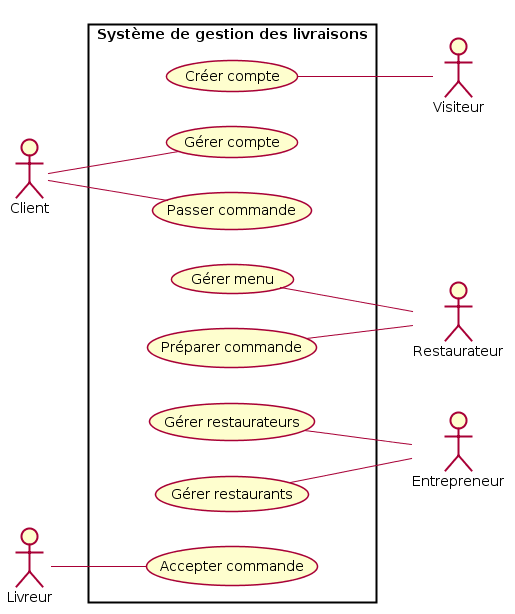 Système de gestion des livraisons
Créer compte
Visiteur
Gérer compte
Client
Passer commande
Gérer menu
Préparer commande
Restaurateur
Gérer restaurateurs
Gérer restaurants
Entrepreneur
Accepter commande
Livreur